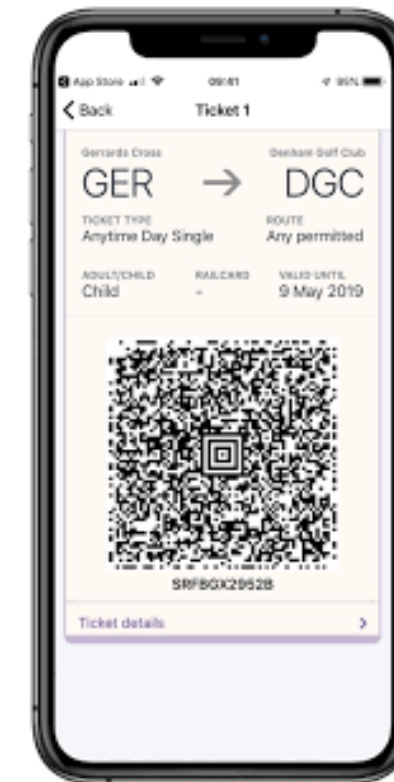 App Store 09:41 95%
Back Ticket 1
Gerrards Cross Denham Golf Club
GER → DGC
TICKET TYPE ROUTE
Anytime Day Single Any permitted
ADULT/CHILD RAILCARD VALID UNTIL
Child - 9 May 2019
SRFBGX2952B
Ticket details